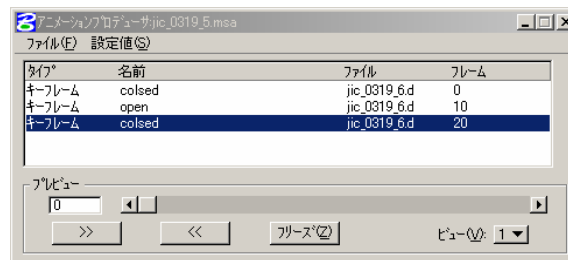 ｱﾆﾒｰｼｮﾝﾌﾟﾛﾃﾞｭｰｻ:jic_0319_5.msa
ﾌｧｲﾙ(F) 設定値(S)
ﾀｲﾌﾟ 名前 ﾌｧｲﾙ ﾌﾚｰﾑ
ｷｰﾌﾚｰﾑ colsed jic_0319_6.d 0
ｷｰﾌﾚｰﾑ open jic_0319_6.d 10
ｷｰﾌﾚｰﾑ colsed jic_0319_6.d 20
ﾌﾟﾚﾋﾞｭｰ
0
>> << ﾌﾘｰｽﾞ(Z) ﾋﾞｭｰ(V): 1